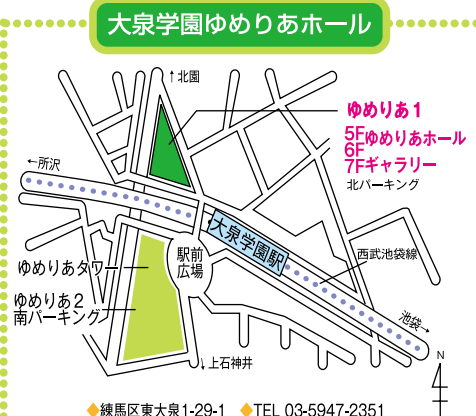 大泉学園ゆめりあホール
↑北園
ゆめりあ1
5Fゆめりあホール
6F
7Fギャラリー
北パーキング
←所沢
大泉学園駅
西武池袋線
駅前
広場
ゆめりあタワー
ゆめりあ2
南パーキング
池袋→
↓上石神井
N
◆練馬区東大泉1-29-1 ◆TEL 03-5947-2351